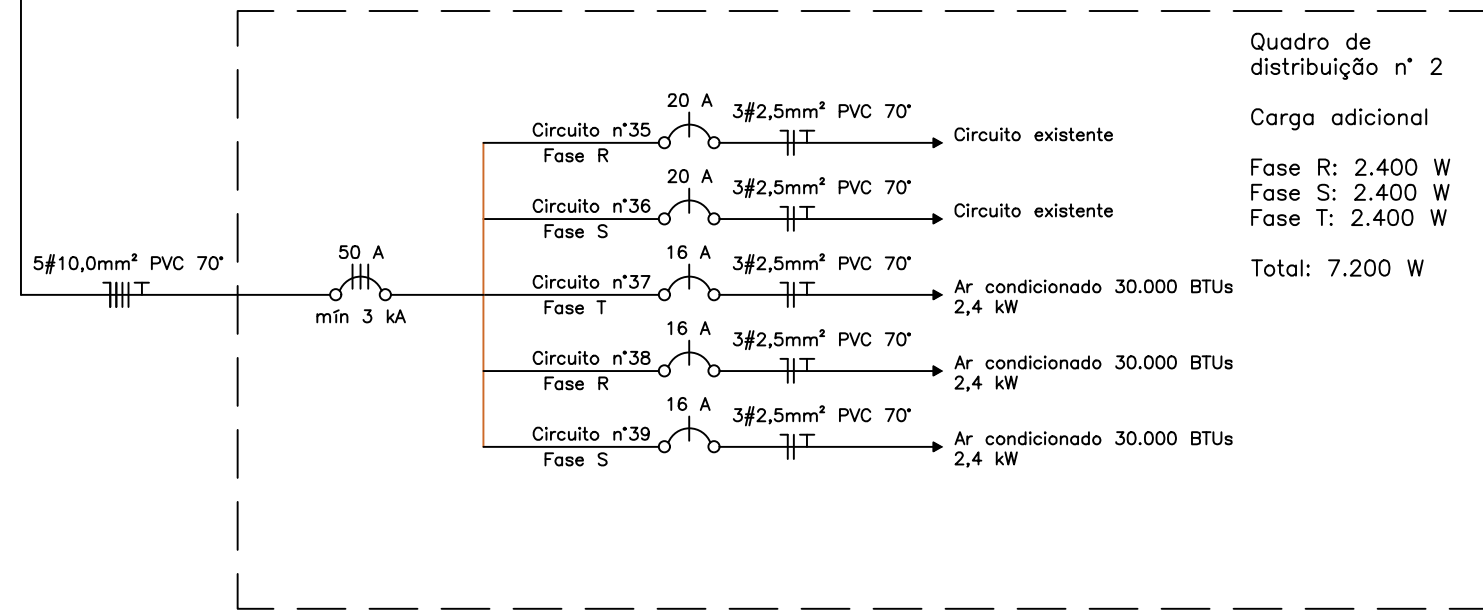 Quadro de
distribuição n° 2
Carga adicional
Fase R: 2.400 W
Fase S: 2.400 W
Fase T: 2.400 W
Total: 7.200 W
5#10,0mm² PVC 70°
50 A
mín 3 kA
20 A
Circuito n°35
Fase R
3#2,5mm² PVC 70°
Circuito existente
20 A
Circuito n°36
Fase S
3#2,5mm² PVC 70°
Circuito existente
16 A
Circuito n°37
Fase T
3#2,5mm² PVC 70°
Ar condicionado 30.000 BTUs
2,4 kW
16 A
Circuito n°38
Fase R
3#2,5mm² PVC 70°
Ar condicionado 30.000 BTUs
2,4 kW
16 A
Circuito n°39
Fase S
3#2,5mm² PVC 70°
Ar condicionado 30.000 BTUs
2,4 kW